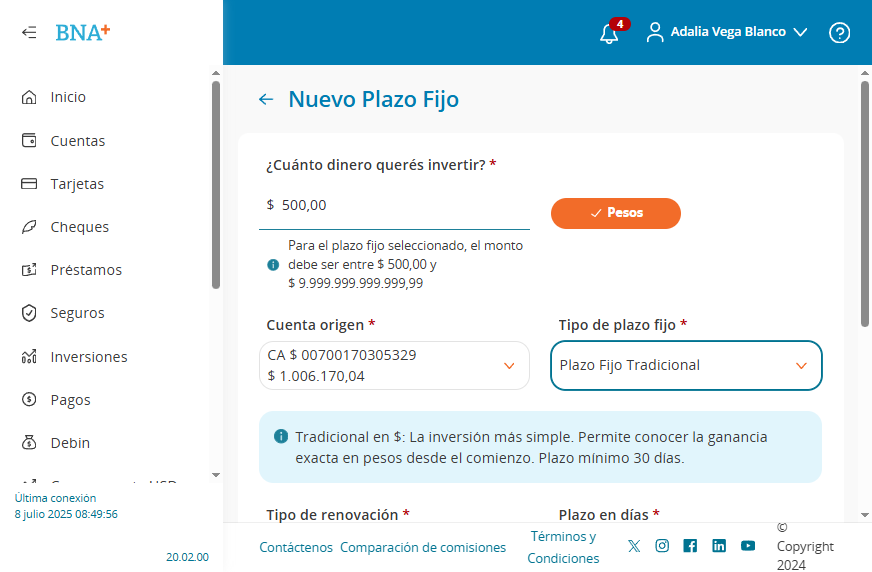 BNA+
4
Adalia Vega Blanco
Inicio
Cuentas
Tarjetas
Cheques
Préstamos
Seguros
Inversiones
Pagos
Debin
Última conexión
8 julio 2025 08:49:56
20.02.00
Nuevo Plazo Fijo
¿Cuánto dinero querés invertir? *
$ 500,00
Pesos
Para el plazo fijo seleccionado, el monto
debe ser entre $ 500,00 y
$ 9.999.999.999.999,99
Cuenta origen *
Tipo de plazo fijo *
CA $ 00700170305329
$ 1.006.170,04
Plazo Fijo Tradicional
Tradicional en $: La inversión más simple. Permite conocer la ganancia
exacta en pesos desde el comienzo. Plazo mínimo 30 días.
Tipo de renovación *
Plazo en días *
Contáctenos
Comparación de comisiones
Términos y
Condiciones
©
Copyright
2024